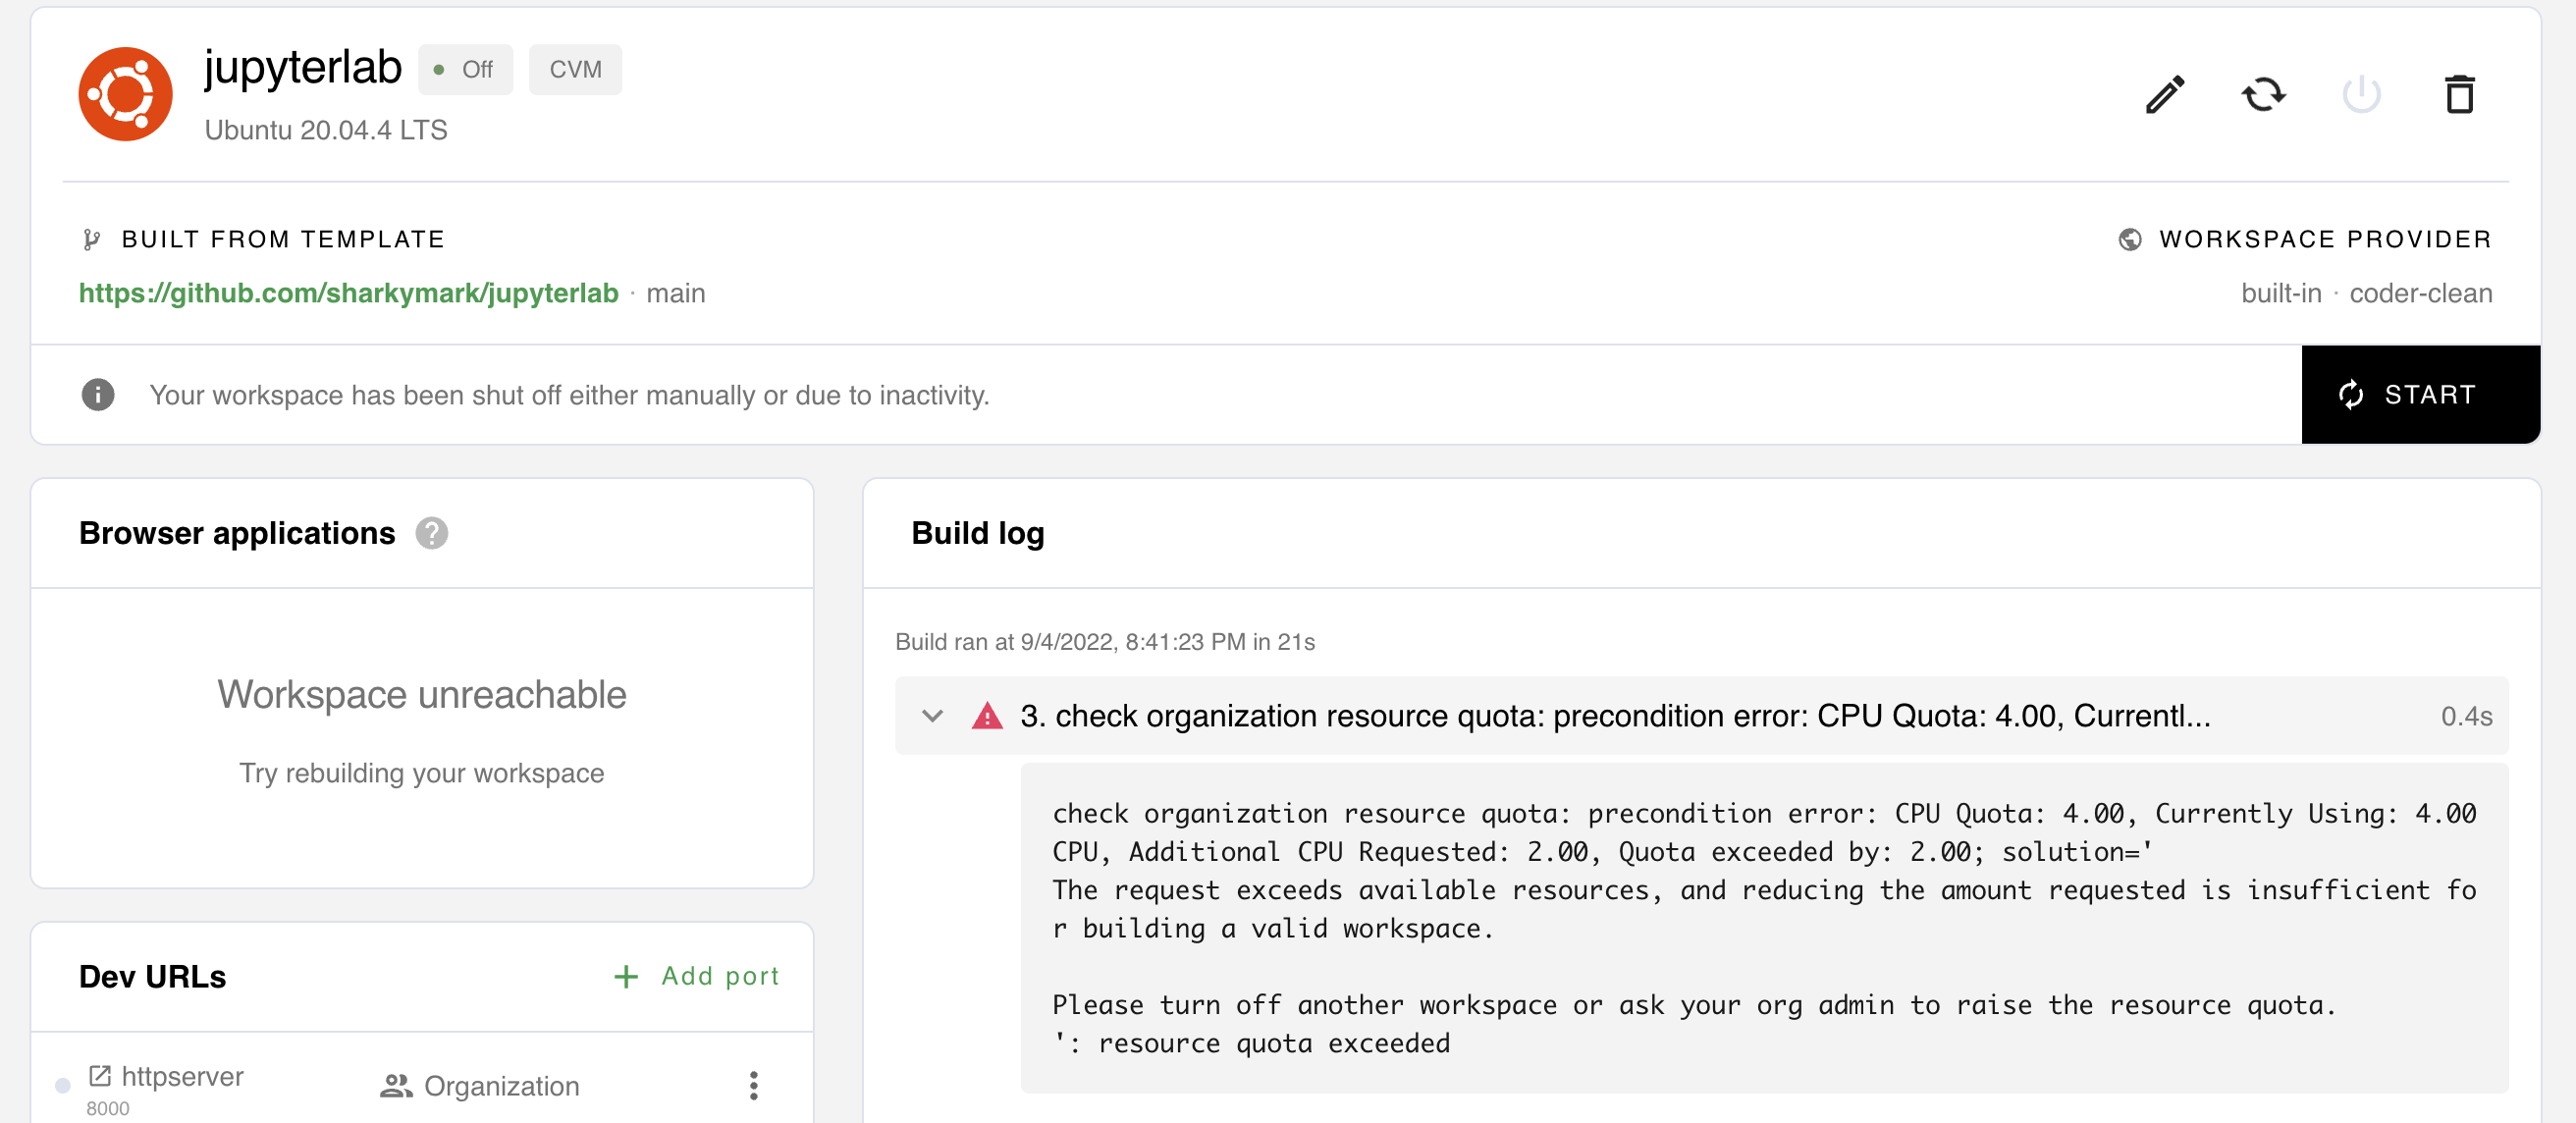 jupyterlab
Off
CVM
Ubuntu 20.04.4 LTS
BUILT FROM TEMPLATE
https://github.com/sharkymark/jupyterlab · main
WORKSPACE PROVIDER
built-in · coder-clean
Your workspace has been shut off either manually or due to inactivity.
START
Browser applications
Workspace unreachable
Try rebuilding your workspace
Dev URLs
Add port
httpserver
8000
Organization
Build log
Build ran at 9/4/2022, 8:41:23 PM in 21s
3. check organization resource quota: precondition error: CPU Quota: 4.00, Currentl...
0.4s
check organization resource quota: precondition error: CPU Quota: 4.00, Currently Using: 4.00
CPU, Additional CPU Requested: 2.00, Quota exceeded by: 2.00; solution='
The request exceeds available resources, and reducing the amount requested is insufficient fo
r building a valid workspace.
Please turn off another workspace or ask your org admin to raise the resource quota.
': resource quota exceeded